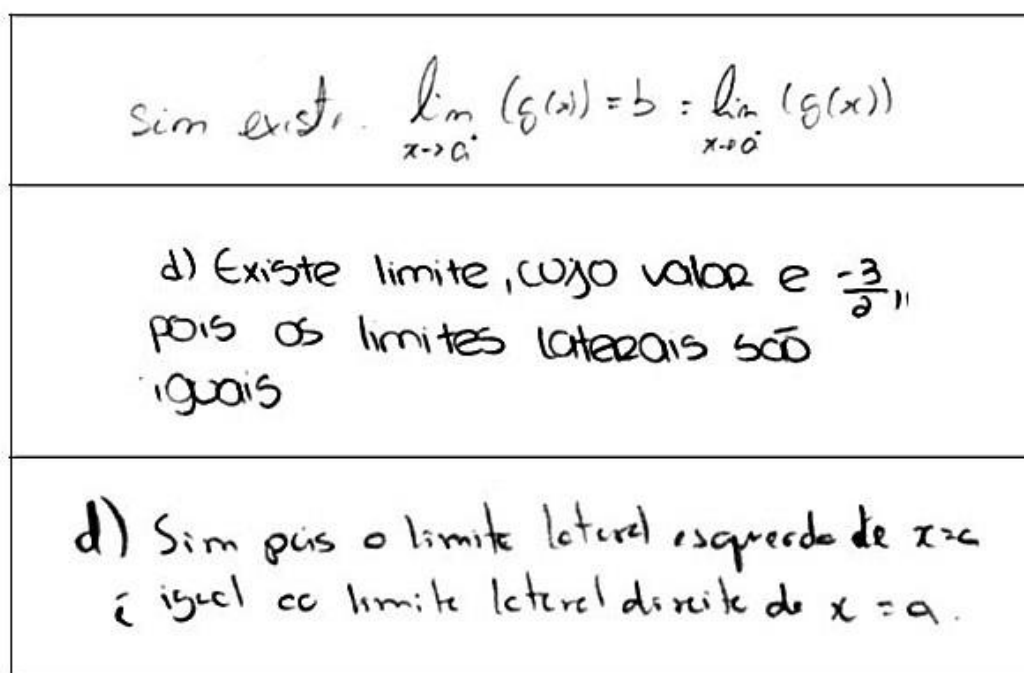 sim existe. lim (g(x)) = b = lim (g(x))
x→a⁺ x→a⁻
d) Existe limite, cujo valor e -3/2,,
pois os limites laterais são
iguais
d) Sim pois o limite lateral esquerdo de x=a
é igual ao limite lateral direito de x = a.